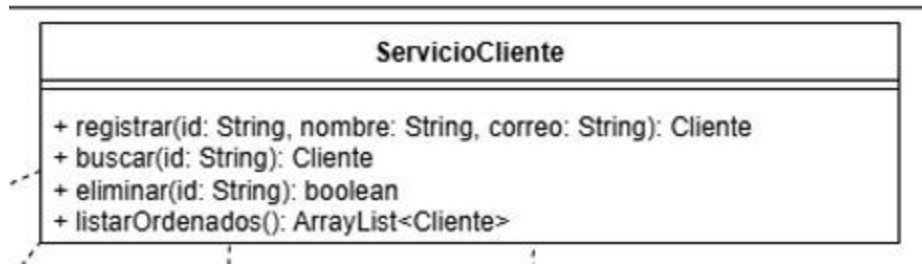 ServicioCliente
+ registrar(id: String, nombre: String, correo: String): Cliente
+ buscar(id: String): Cliente
+ eliminar(id: String): boolean
+ listarOrdenados(): ArrayList<Cliente>